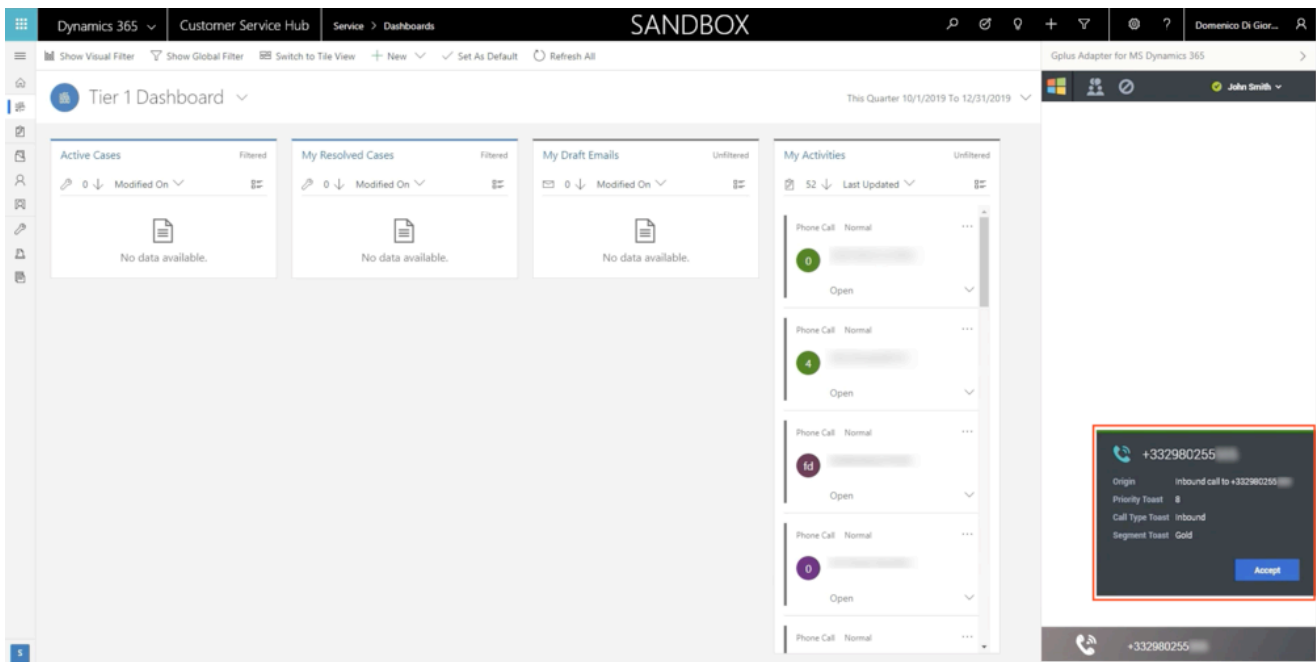 Dynamics 365 Customer Service Hub Service > Dashboards SANDBOX Domenico Di Gior...
Show Visual Filter Show Global Filter Switch to Tile View New Set As Default Refresh All
Gplus Adapter for MS Dynamics 365
John Smith
Tier 1 Dashboard
This Quarter 10/1/2019 To 12/31/2019
Active Cases Filtered
0 Modified On
No data available.
My Resolved Cases Filtered
0 Modified On
No data available.
My Draft Emails Unfiltered
0 Modified On
No data available.
My Activities Unfiltered
52 Last Updated
Phone Call Normal
0
Open
Phone Call Normal
4
Open
Phone Call Normal
fd
Open
Phone Call Normal
0
Open
Phone Call Normal
+332980255
Origin Inbound call to +332980255
Priority Toast 8
Call Type Toast Inbound
Segment Toast Gold
Accept
+332980255
S